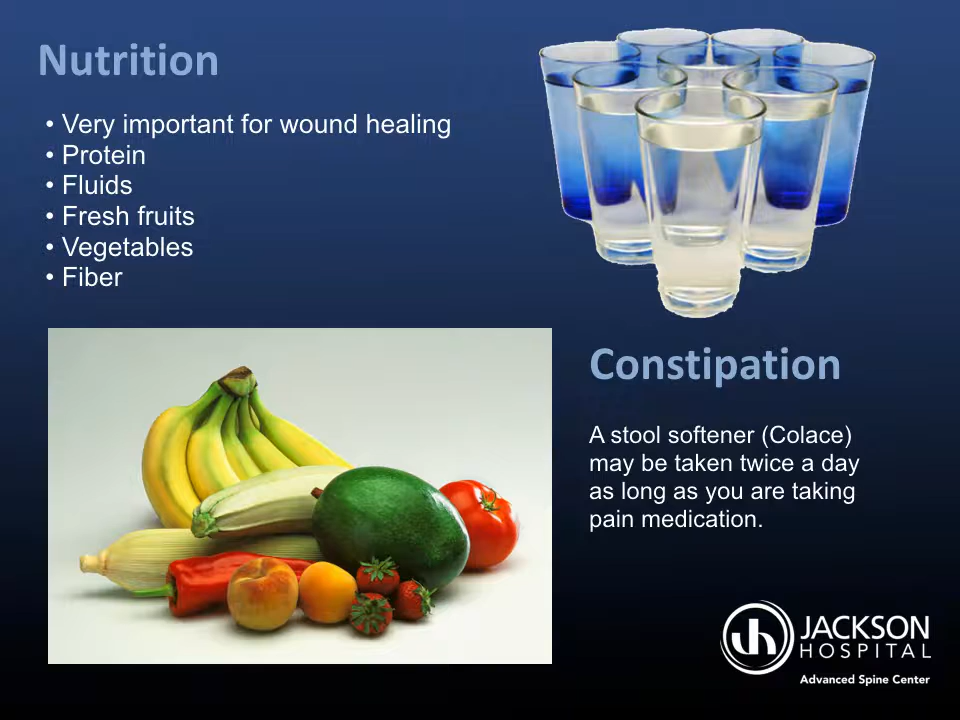 Nutrition
• Very important for wound healing
• Protein
• Fluids
• Fresh fruits
• Vegetables
• Fiber
Constipation
A stool softener (Colace)
may be taken twice a day
as long as you are taking
pain medication.
JACKSON
HOSPITAL
Advanced Spine Center